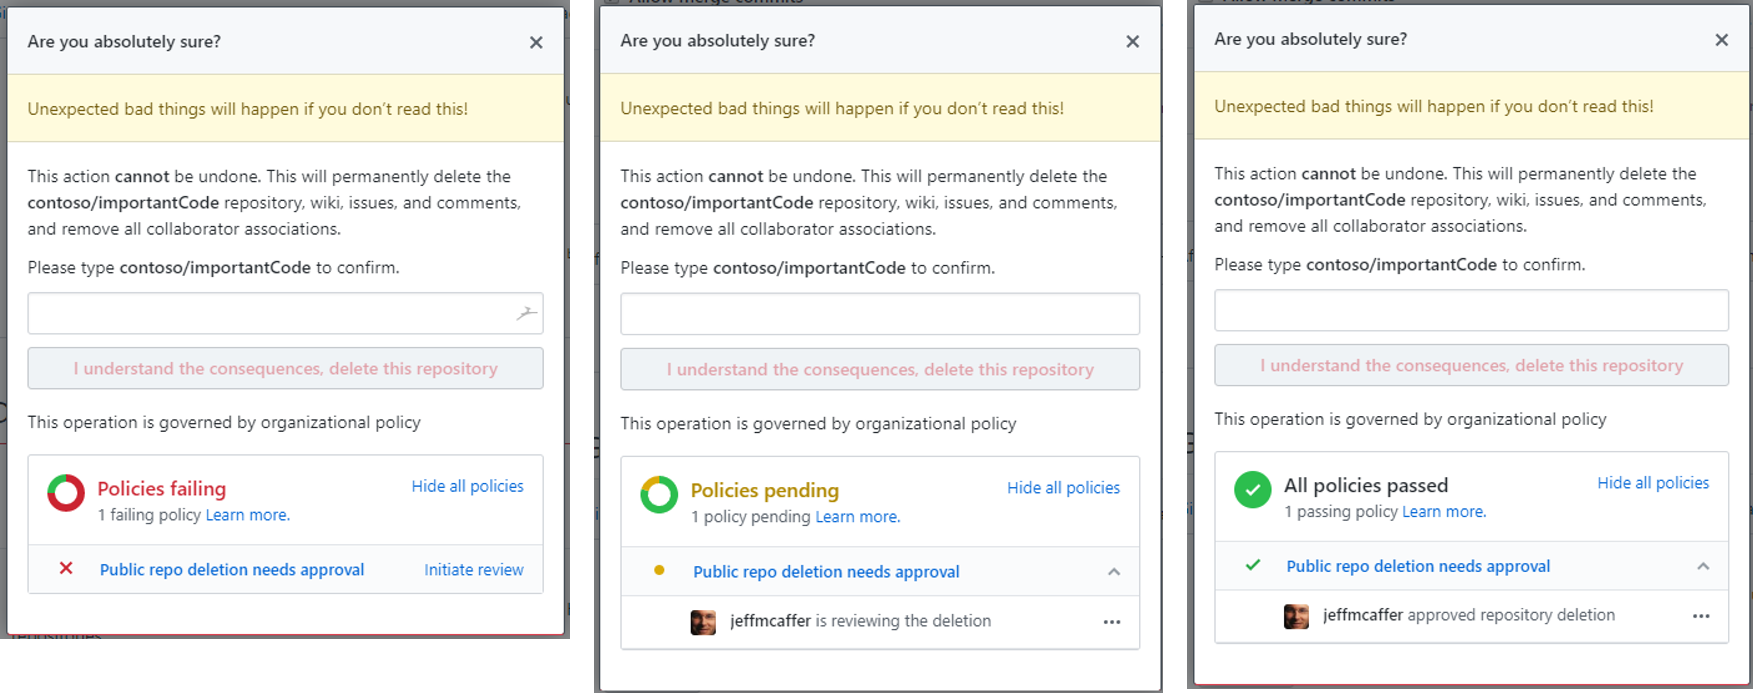 Are you absolutely sure?
Unexpected bad things will happen if you don't read this!
This action cannot be undone. This will permanently delete the
contoso/importantCode repository, wiki, issues, and comments,
and remove all collaborator associations.
Please type contoso/importantCode to confirm.
I understand the consequences, delete this repository
This operation is governed by organizational policy
Policies failing
Hide all policies
1 failing policy Learn more.
Public repo deletion needs approval
Initiate review
repositories
Allow merge commits
Are you absolutely sure?
Unexpected bad things will happen if you don't read this!
This action cannot be undone. This will permanently delete the
contoso/importantCode repository, wiki, issues, and comments,
and remove all collaborator associations.
Please type contoso/importantCode to confirm.
I understand the consequences, delete this repository
This operation is governed by organizational policy
Policies pending
Hide all policies
1 policy pending Learn more.
Public repo deletion needs approval
jeffmcaffer is reviewing the deletion
Allow merge commits
Are you absolutely sure?
Unexpected bad things will happen if you don't read this!
This action cannot be undone. This will permanently delete the
contoso/importantCode repository, wiki, issues, and comments,
and remove all collaborator associations.
Please type contoso/importantCode to confirm.
I understand the consequences, delete this repository
This operation is governed by organizational policy
All policies passed
Hide all policies
1 passing policy Learn more.
Public repo deletion needs approval
jeffmcaffer approved repository deletion